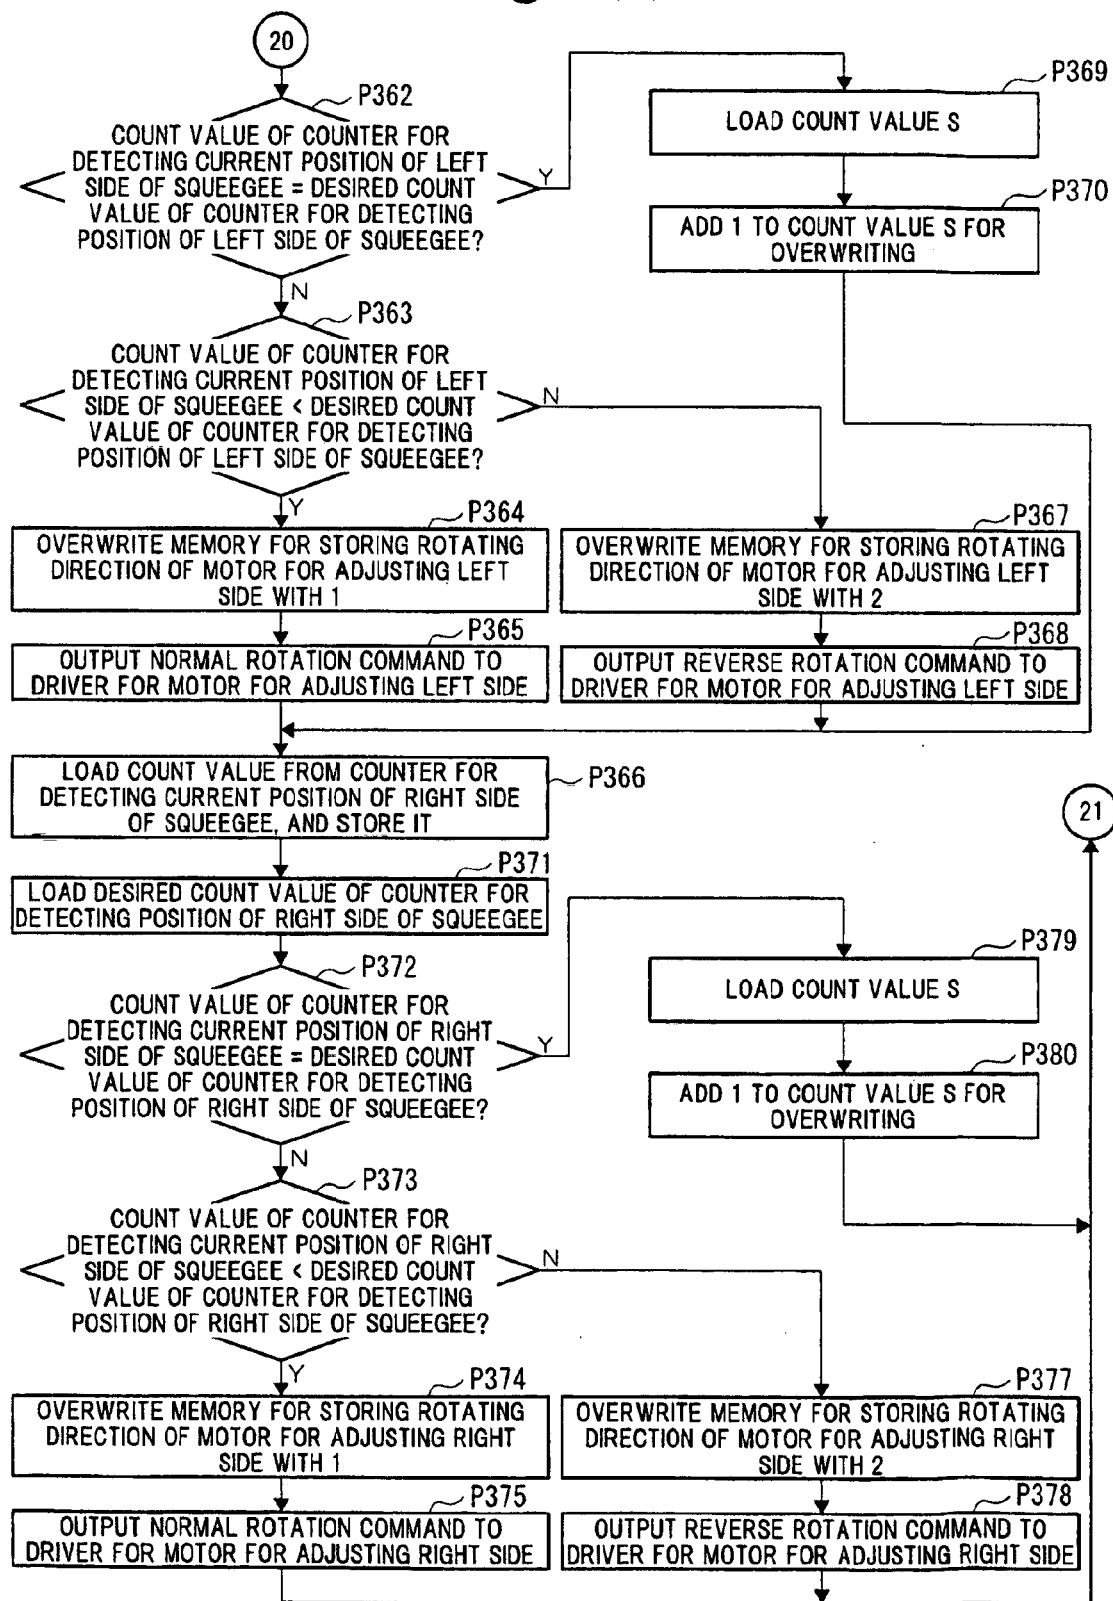 20
P362
COUNT VALUE OF COUNTER FOR
DETECTING CURRENT POSITION OF LEFT
SIDE OF SQUEEGEE = DESIRED COUNT
VALUE OF COUNTER FOR DETECTING
POSITION OF LEFT SIDE OF SQUEEGEE?
Y
N
P369
LOAD COUNT VALUE S
P370
ADD 1 TO COUNT VALUE S FOR
OVERWRITING
P363
COUNT VALUE OF COUNTER FOR
DETECTING CURRENT POSITION OF LEFT
SIDE OF SQUEEGEE < DESIRED COUNT
VALUE OF COUNTER FOR DETECTING
POSITION OF LEFT SIDE OF SQUEEGEE?
N
Y
P364
OVERWRITE MEMORY FOR STORING ROTATING
DIRECTION OF MOTOR FOR ADJUSTING LEFT
SIDE WITH 1
P367
OVERWRITE MEMORY FOR STORING ROTATING
DIRECTION OF MOTOR FOR ADJUSTING LEFT
SIDE WITH 2
P365
OUTPUT NORMAL ROTATION COMMAND TO
DRIVER FOR MOTOR FOR ADJUSTING LEFT SIDE
P368
OUTPUT REVERSE ROTATION COMMAND TO
DRIVER FOR MOTOR FOR ADJUSTING LEFT SIDE
P366
LOAD COUNT VALUE FROM COUNTER FOR
DETECTING CURRENT POSITION OF RIGHT SIDE
OF SQUEEGEE, AND STORE IT
21
P371
LOAD DESIRED COUNT VALUE OF COUNTER FOR
DETECTING POSITION OF RIGHT SIDE OF SQUEEGEE
P372
COUNT VALUE OF COUNTER FOR
DETECTING CURRENT POSITION OF RIGHT
SIDE OF SQUEEGEE = DESIRED COUNT
VALUE OF COUNTER FOR DETECTING
POSITION OF RIGHT SIDE OF SQUEEGEE?
Y
N
P379
LOAD COUNT VALUE S
P380
ADD 1 TO COUNT VALUE S FOR
OVERWRITING
P373
COUNT VALUE OF COUNTER FOR
DETECTING CURRENT POSITION OF RIGHT
SIDE OF SQUEEGEE < DESIRED COUNT
VALUE OF COUNTER FOR DETECTING
POSITION OF RIGHT SIDE OF SQUEEGEE?
N
Y
P374
OVERWRITE MEMORY FOR STORING ROTATING
DIRECTION OF MOTOR FOR ADJUSTING RIGHT
SIDE WITH 1
P377
OVERWRITE MEMORY FOR STORING ROTATING
DIRECTION OF MOTOR FOR ADJUSTING RIGHT
SIDE WITH 2
P375
OUTPUT NORMAL ROTATION COMMAND TO
DRIVER FOR MOTOR FOR ADJUSTING RIGHT SIDE
P378
OUTPUT REVERSE ROTATION COMMAND TO
DRIVER FOR MOTOR FOR ADJUSTING RIGHT SIDE